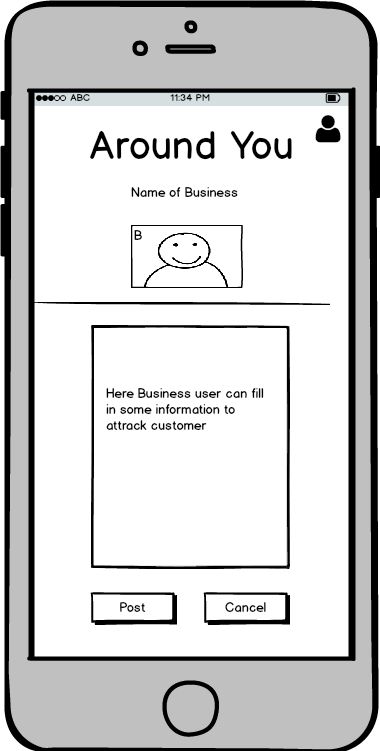 ABC 11:34 PM
Around You
Name of Business
B
Here Business user can fill
in some information to
attrack customer
Post Cancel